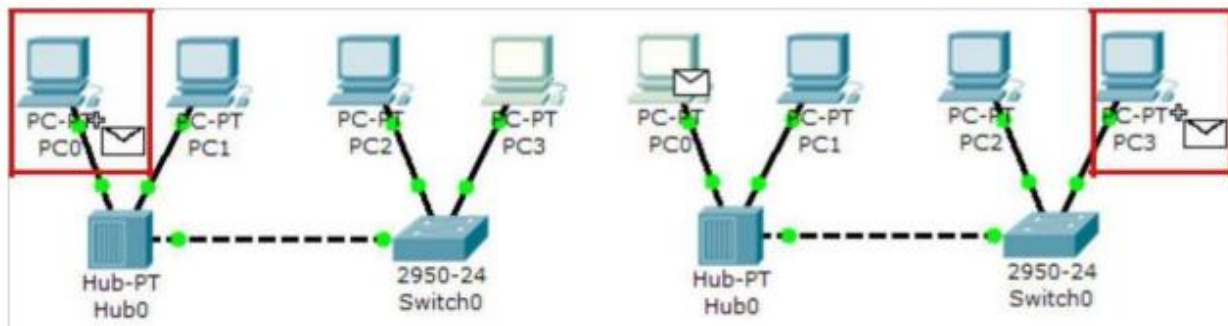 PC-PT
PC0
PC-PT
PC1
PC-PT
PC2
PC-PT
PC3
Hub-PT
Hub0
2950-24
Switch0
PC-PT
PC0
PC-PT
PC1
PC-PT
PC2
PC-PT
PC3
Hub-PT
Hub0
2950-24
Switch0